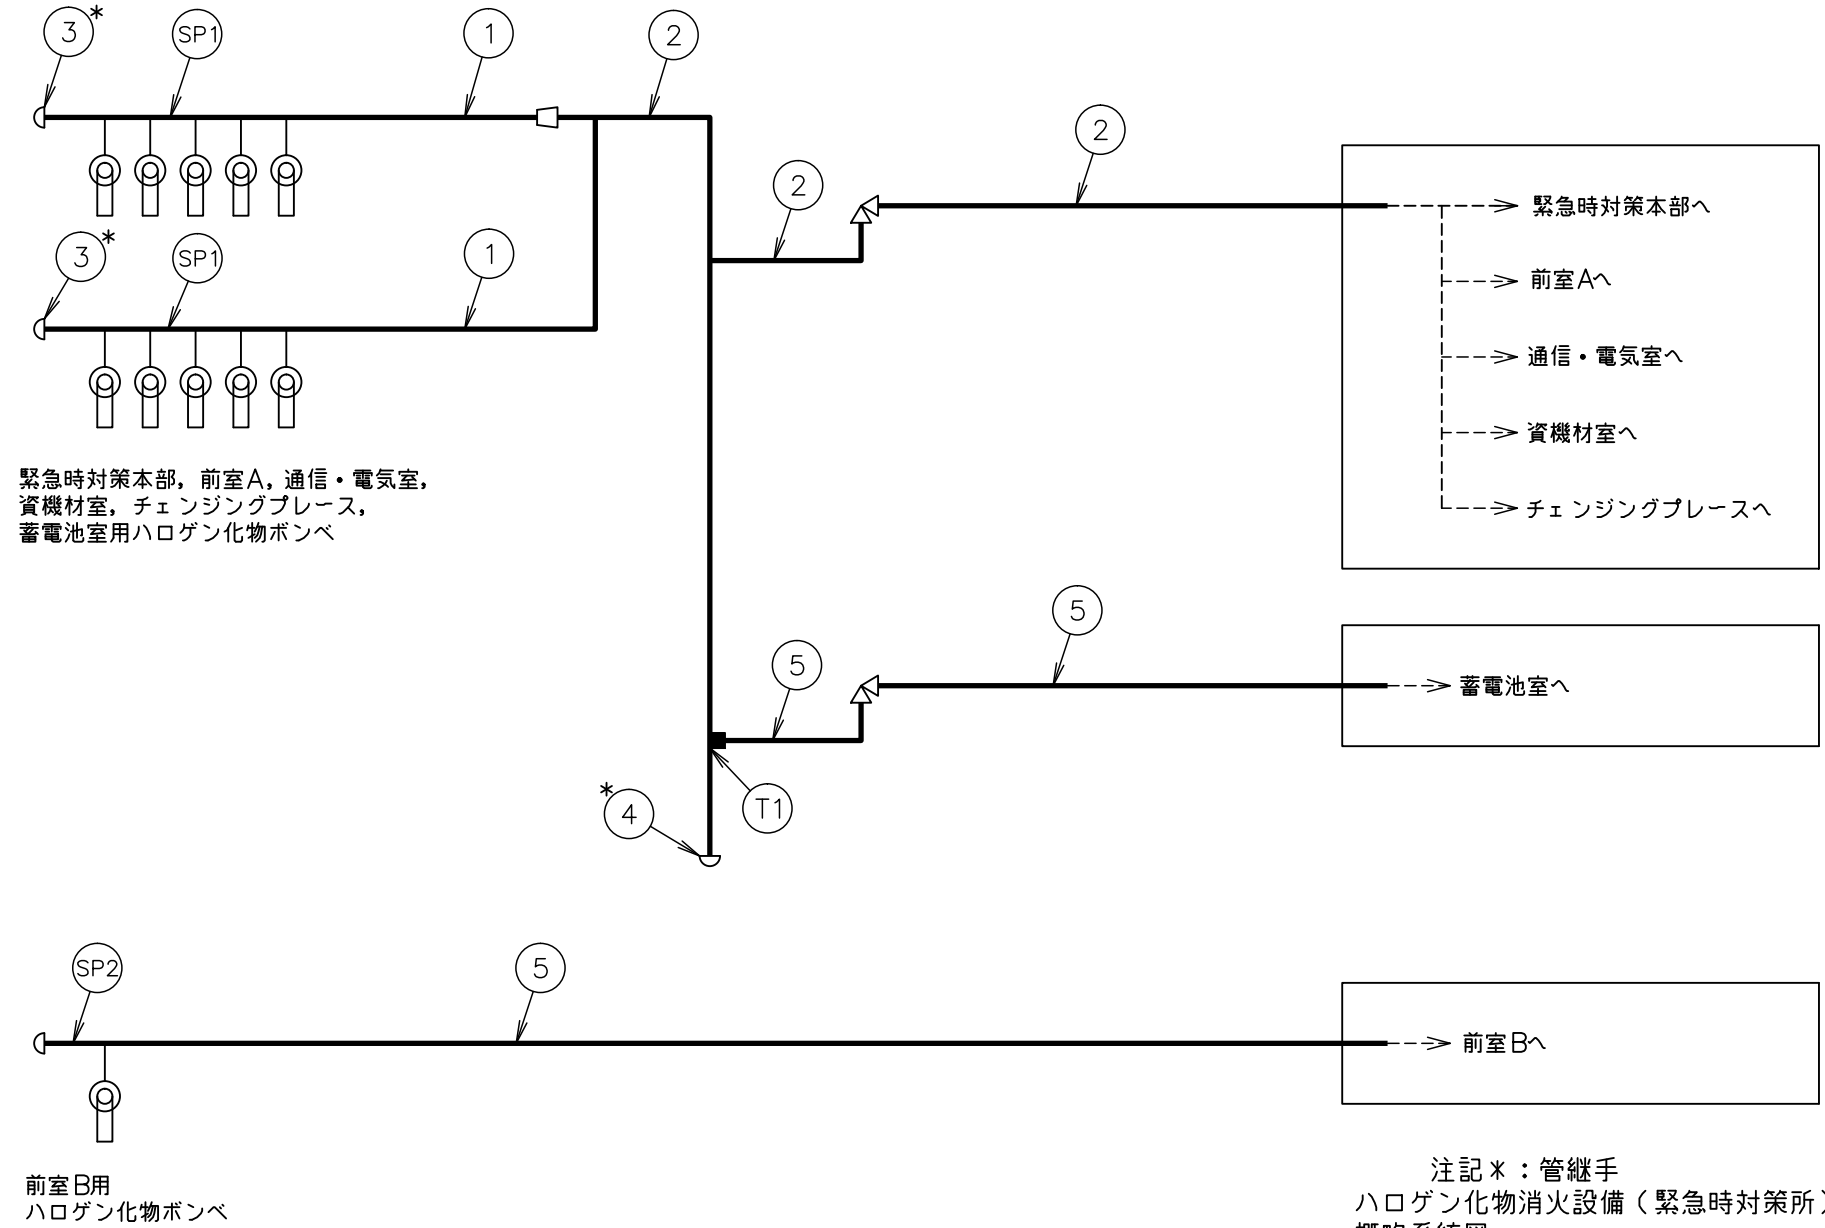 3*
SP1
1
2
2
2
緊急時対策本部へ
前室Aへ
通信・電気室へ
資機材室へ
チェンジングプレースへ
3*
SP1
1
緊急時対策本部，前室A，通信・電気室，
資機材室，チェンジングプレース，
蓄電池室用ハロゲン化物ボンベ
5
5
蓄電池室へ
T1
*4
SP2
5
前室Bへ
前室B用
ハロゲン化物ボンベ
注記*：管継手
ハロゲン化物消火設備（緊急時対策所）